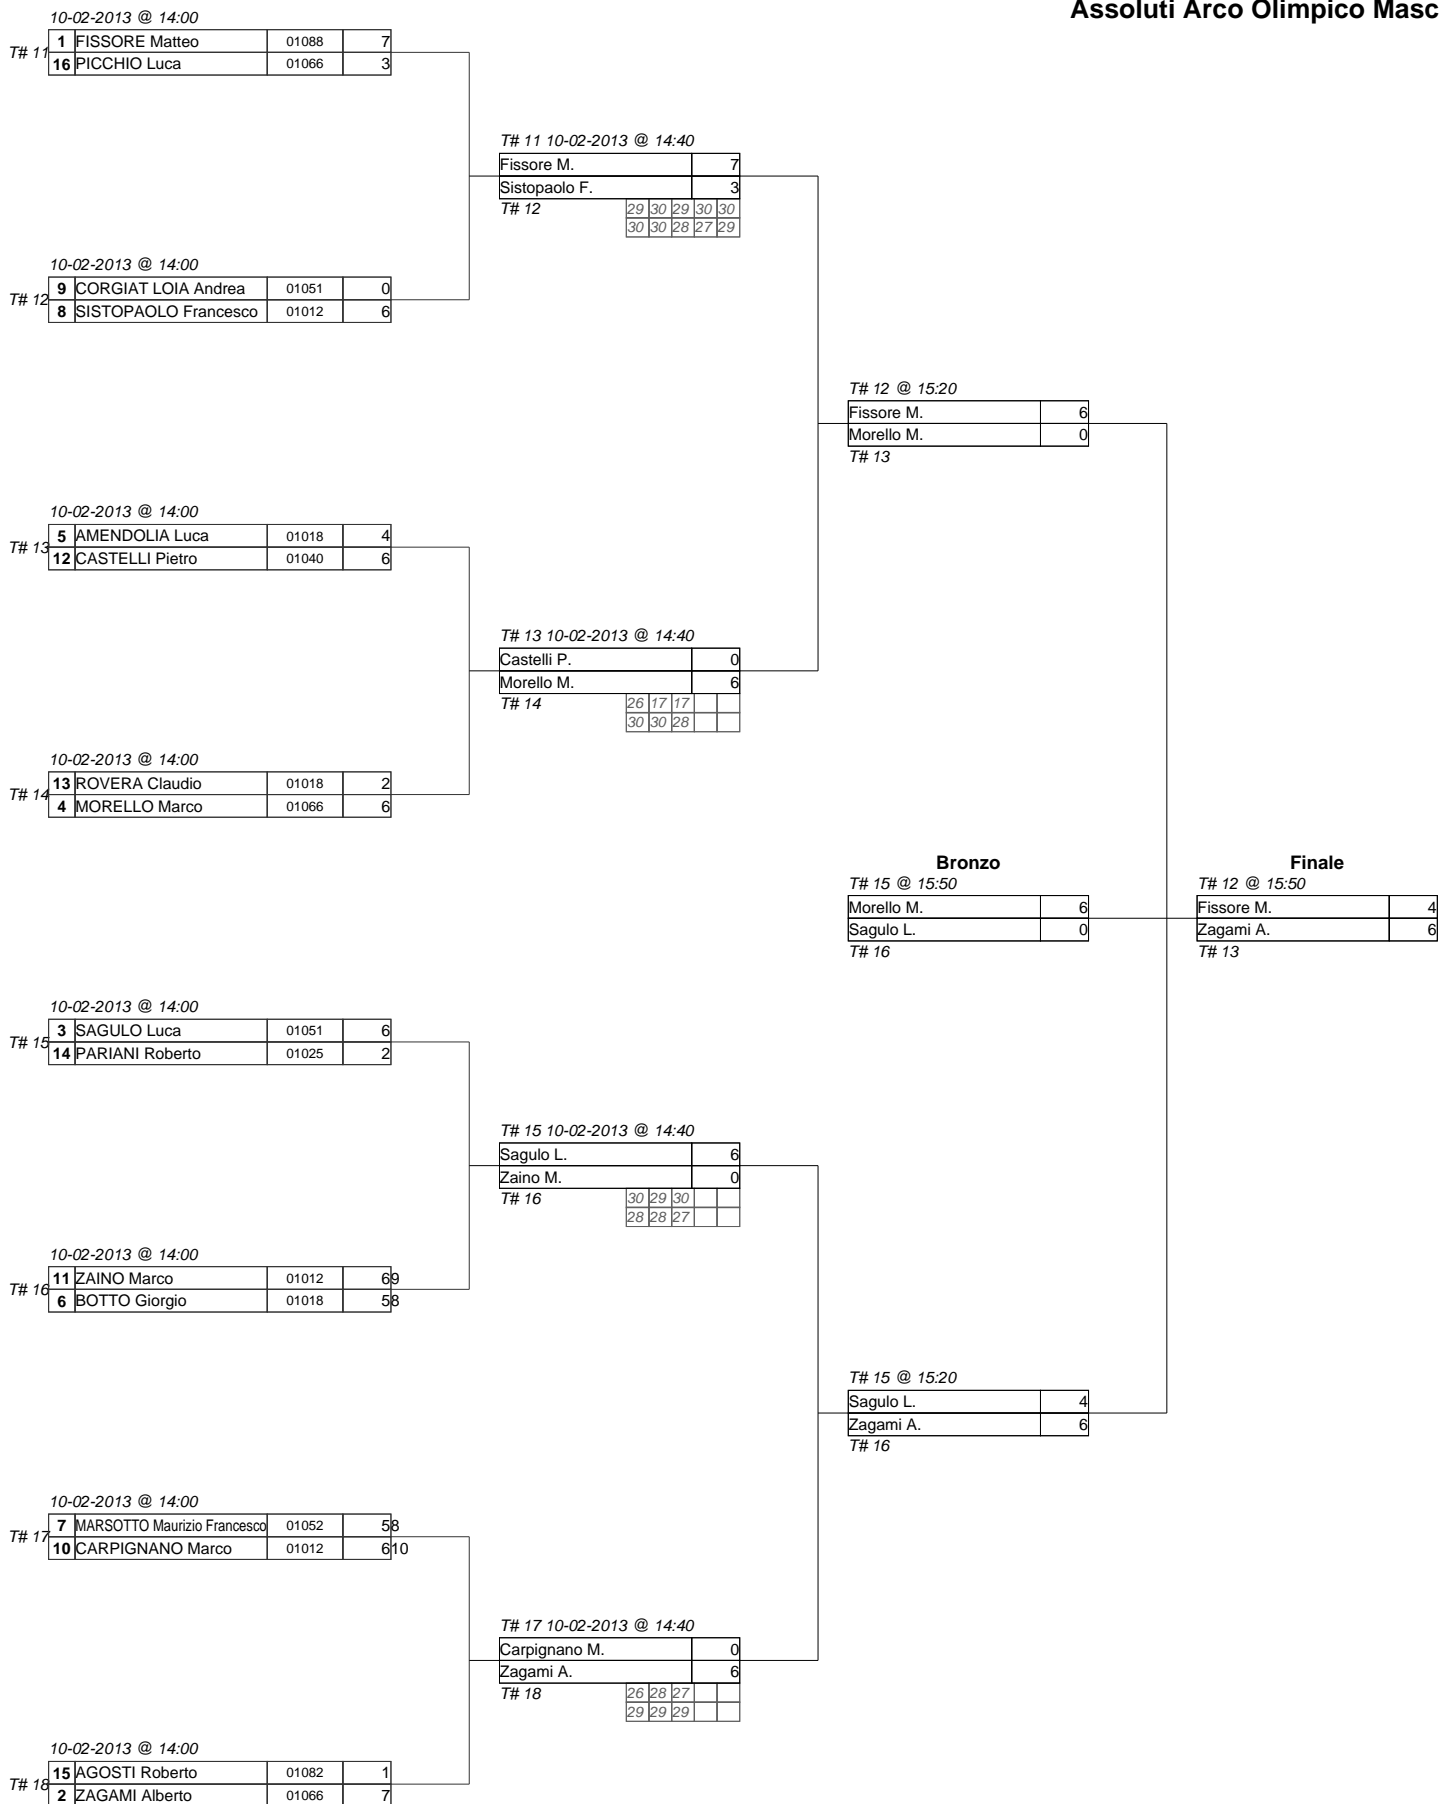 Assoluti Arco Olimpico Masc
10-02-2013 @ 14:00
T# 11
1 FISSORE Matteo 01088 7
16 PICCHIO Luca 01066 3
T# 11 10-02-2013 @ 14:40
Fissore M. 7
Sistopaolo F. 3
T# 12 29 30 29 30 30
30 30 28 27 29
10-02-2013 @ 14:00
T# 12
9 CORGIAT LOIA Andrea 01051 0
8 SISTOPAOLO Francesco 01012 6
T# 12 @ 15:20
Fissore M. 6
Morello M. 0
T# 13
10-02-2013 @ 14:00
T# 13
5 AMENDOLIA Luca 01018 4
12 CASTELLI Pietro 01040 6
T# 13 10-02-2013 @ 14:40
Castelli P. 0
Morello M. 6
T# 14 26 17 17
30 30 28
10-02-2013 @ 14:00
T# 14
13 ROVERA Claudio 01018 2
4 MORELLO Marco 01066 6
Bronzo Finale
T# 15 @ 15:50 T# 12 @ 15:50
Morello M. 6 Fissore M. 4
Sagulo L. 0 Zagami A. 6
T# 16 T# 13
10-02-2013 @ 14:00
T# 15
3 SAGULO Luca 01051 6
14 PARIANI Roberto 01025 2
T# 15 10-02-2013 @ 14:40
Sagulo L. 6
Zaino M. 0
T# 16 30 29 30
28 28 27
10-02-2013 @ 14:00
T# 16
11 ZAINO Marco 01012 69
6 BOTTO Giorgio 01018 58
T# 15 @ 15:20
Sagulo L. 4
Zagami A. 6
T# 16
10-02-2013 @ 14:00
T# 17
7 MARSOTTO Maurizio Francesco 01052 58
10 CARPIGNANO Marco 01012 610
T# 17 10-02-2013 @ 14:40
Carpignano M. 0
Zagami A. 6
T# 18 26 28 27
29 29 29
10-02-2013 @ 14:00
T# 18
15 AGOSTI Roberto 01082 1
2 ZAGAMI Alberto 01066 7